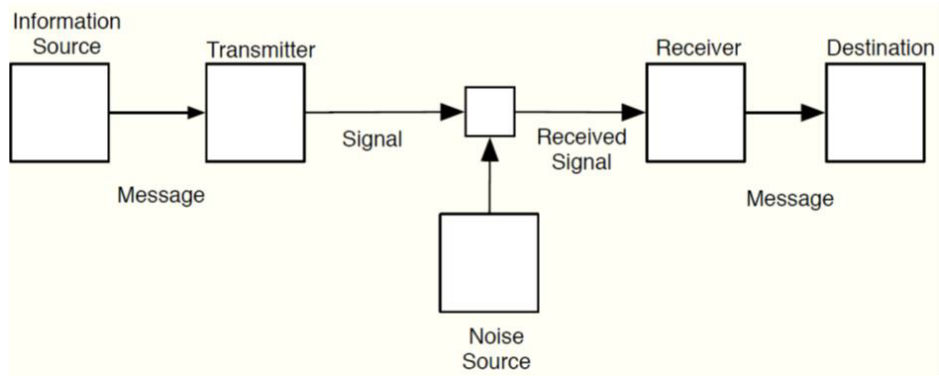 Information
Source
Transmitter
Receiver
Destination
Signal
Received
Signal
Message
Message
Noise
Source